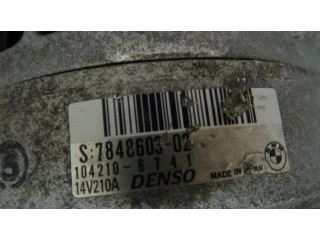 S:7848603-02
104210-6741
14V210A DENSO MADE IN JAPAN